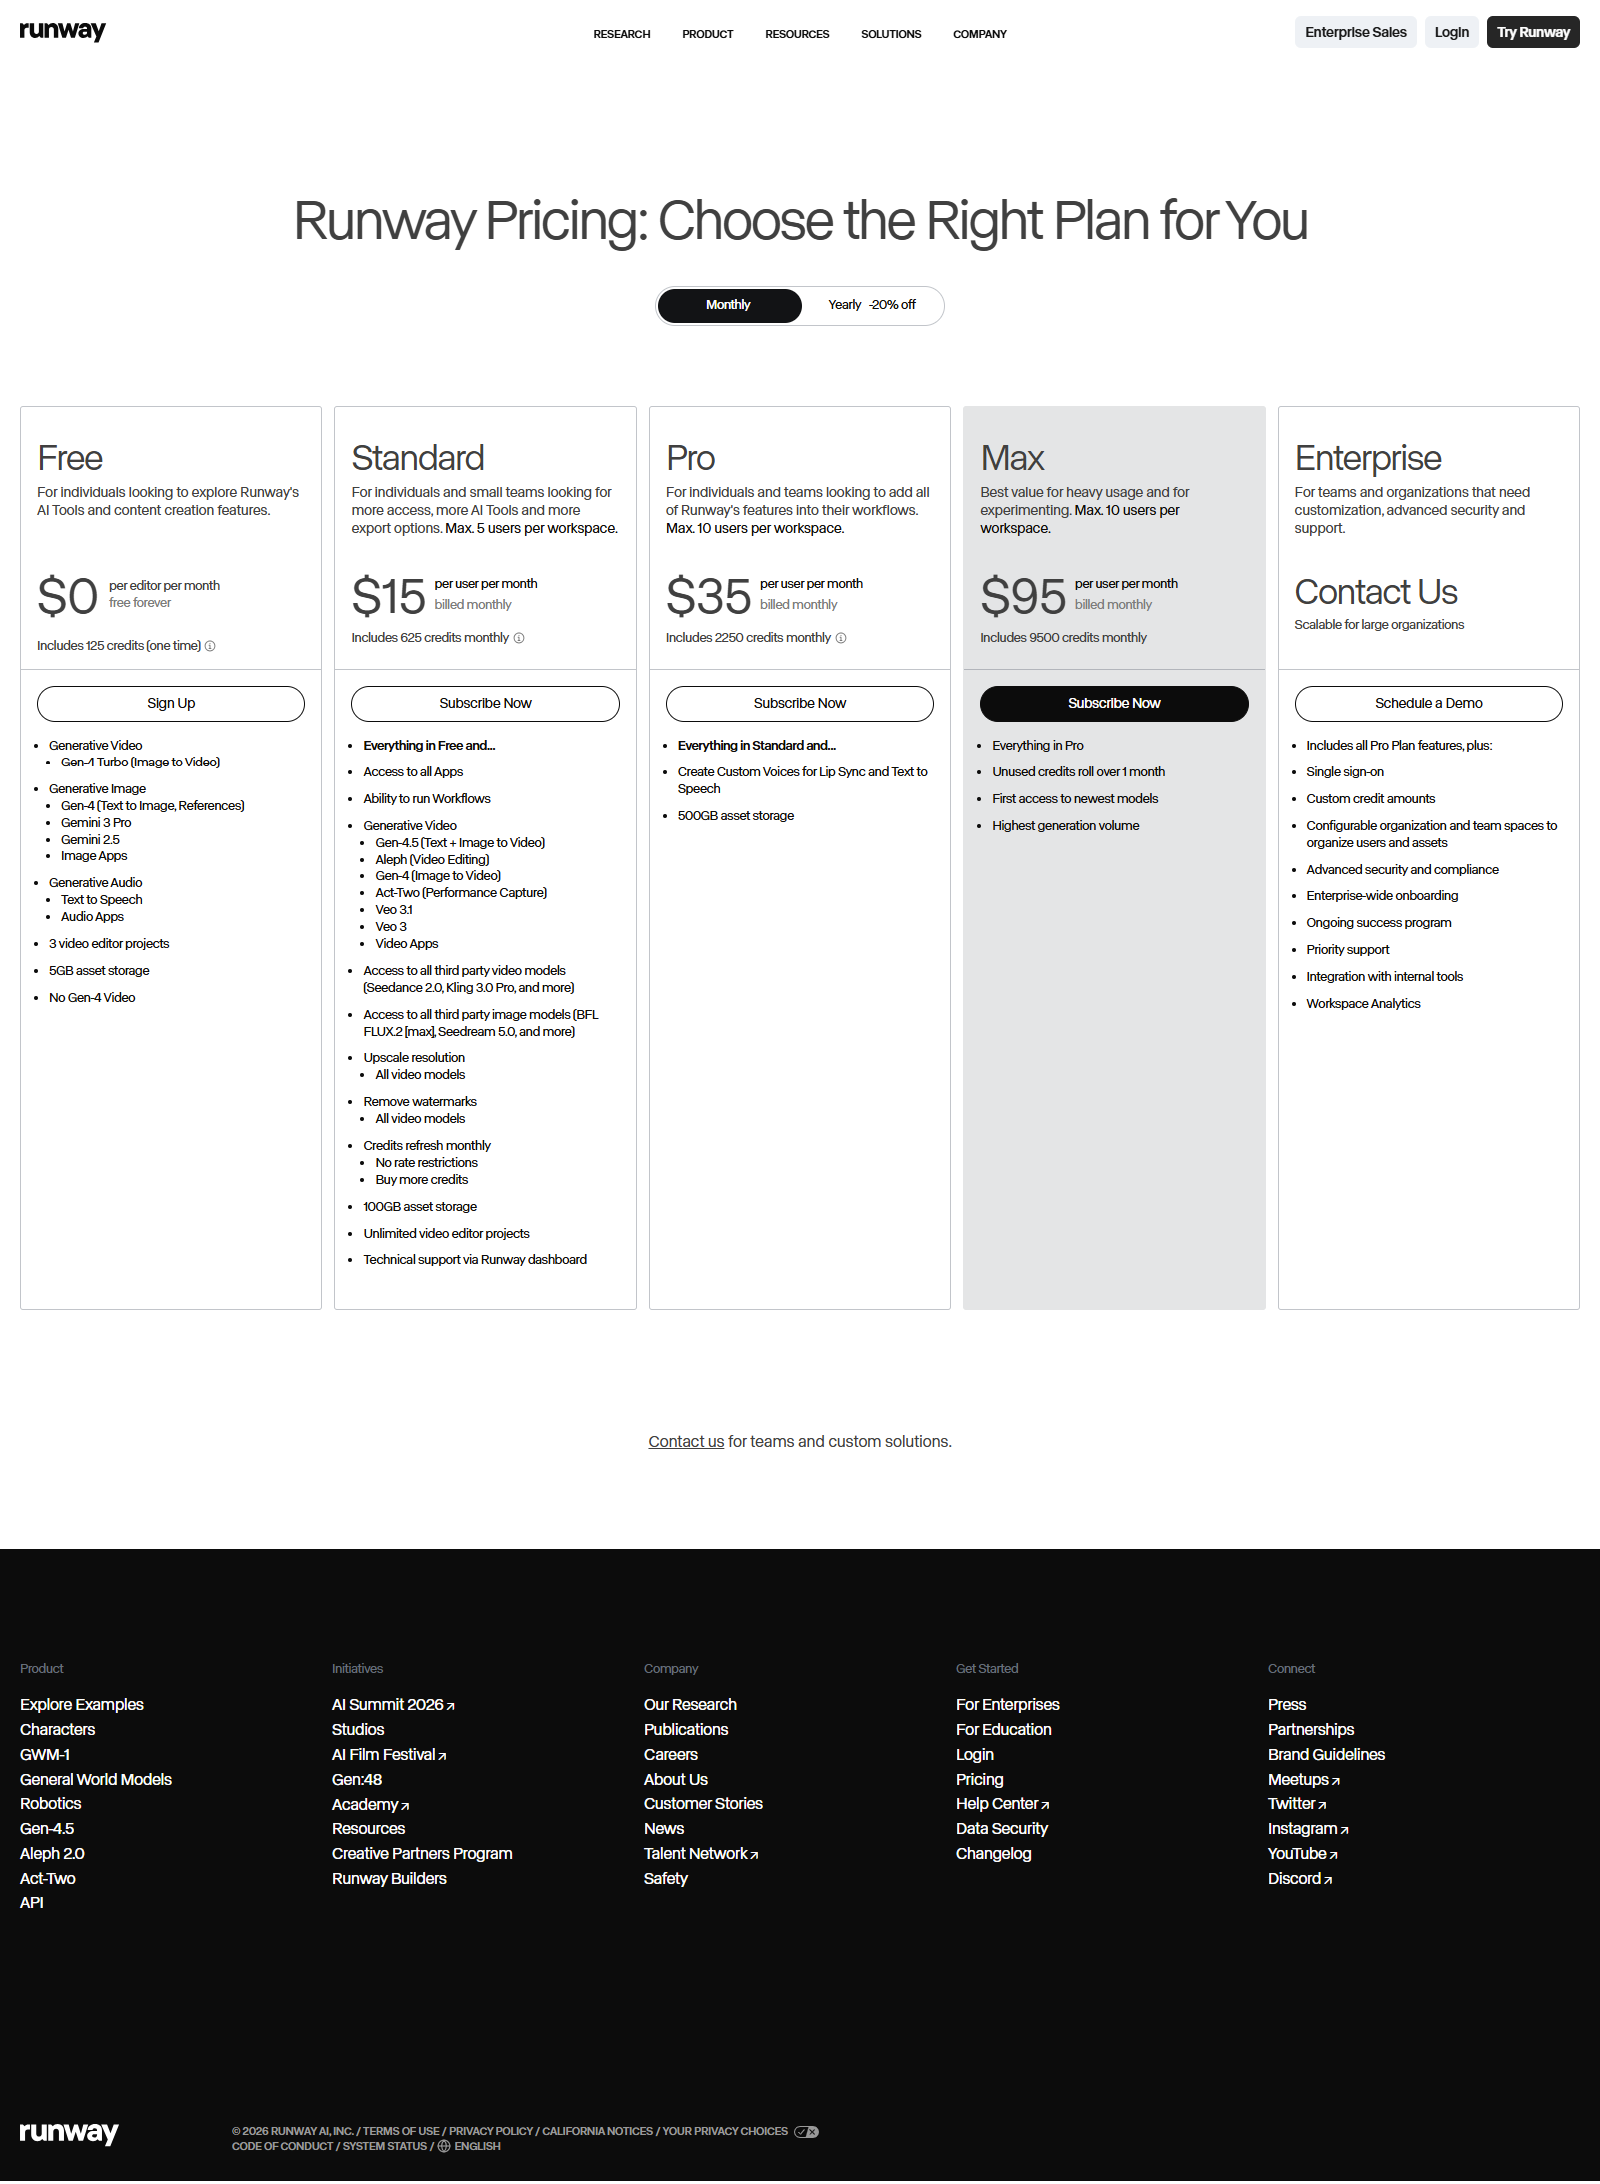 runway
RESEARCH
PRODUCT
RESOURCES
SOLUTIONS
COMPANY
Enterprise Sales
Login
Try Runway
Runway Pricing: Choose the Right Plan for You
Monthly
Yearly -20% off
Free
For individuals looking to explore Runway's
AI Tools and content creation features.
$0
per editor per month
free forever
Includes 125 credits (one time)
Sign Up
Generative Video
Gen-4 Turbo (Image to Video)
Generative Image
Gen-4 (Text to Image, References)
Gemini 3 Pro
Gemini 2.5
Image Apps
Generative Audio
Text to Speech
Audio Apps
3 video editor projects
5GB asset storage
No Gen-4 Video
Standard
For individuals and small teams looking for
more access, more AI Tools and more
export options. Max. 5 users per workspace.
$15
per user per month
billed monthly
Includes 625 credits monthly
Subscribe Now
Everything in Free and...
Access to all Apps
Ability to run Workflows
Generative Video
Gen-4.5 (Text + Image to Video)
Aleph (Video Editing)
Gen-4 (Image to Video)
Act-Two (Performance Capture)
Veo 3.1
Veo 3
Video Apps
Access to all third party video models
(Seedance 2.0, Kling 3.0 Pro, and more)
Access to all third party image models (BFL
FLUX.2 [max], Seedream 5.0, and more)
Upscale resolution
All video models
Remove watermarks
All video models
Credits refresh monthly
No rate restrictions
Buy more credits
100GB asset storage
Unlimited video editor projects
Technical support via Runway dashboard
Pro
For individuals and teams looking to add all
of Runway's features into their workflows.
Max. 10 users per workspace.
$35
per user per month
billed monthly
Includes 2250 credits monthly
Subscribe Now
Everything in Standard and...
Create Custom Voices for Lip Sync and Text to
Speech
500GB asset storage
Max
Best value for heavy usage and for
experimenting. Max. 10 users per
workspace.
$95
per user per month
billed monthly
Includes 9500 credits monthly
Subscribe Now
Everything in Pro
Unused credits roll over 1 month
First access to newest models
Highest generation volume
Enterprise
For teams and organizations that need
customization, advanced security and
support.
Contact Us
Scalable for large organizations
Schedule a Demo
Includes all Pro Plan features, plus:
Single sign-on
Custom credit amounts
Configurable organization and team spaces to
organize users and assets
Advanced security and compliance
Enterprise-wide onboarding
Ongoing success program
Priority support
Integration with internal tools
Workspace Analytics
Contact us for teams and custom solutions.
Product
Explore Examples
Characters
GWM-1
General World Models
Robotics
Gen-4.5
Aleph 2.0
Act-Two
API
Initiatives
AI Summit 2026
Studios
AI Film Festival
Gen:48
Academy
Resources
Creative Partners Program
Runway Builders
Company
Our Research
Publications
Careers
About Us
Customer Stories
News
Talent Network
Safety
Get Started
For Enterprises
For Education
Login
Pricing
Help Center
Data Security
Changelog
Connect
Press
Partnerships
Brand Guidelines
Meetups
Twitter
Instagram
YouTube
Discord
runway
© 2026 RUNWAY AI, INC. / TERMS OF USE / PRIVACY POLICY / CALIFORNIA NOTICES / YOUR PRIVACY CHOICES
CODE OF CONDUCT / SYSTEM STATUS / ENGLISH